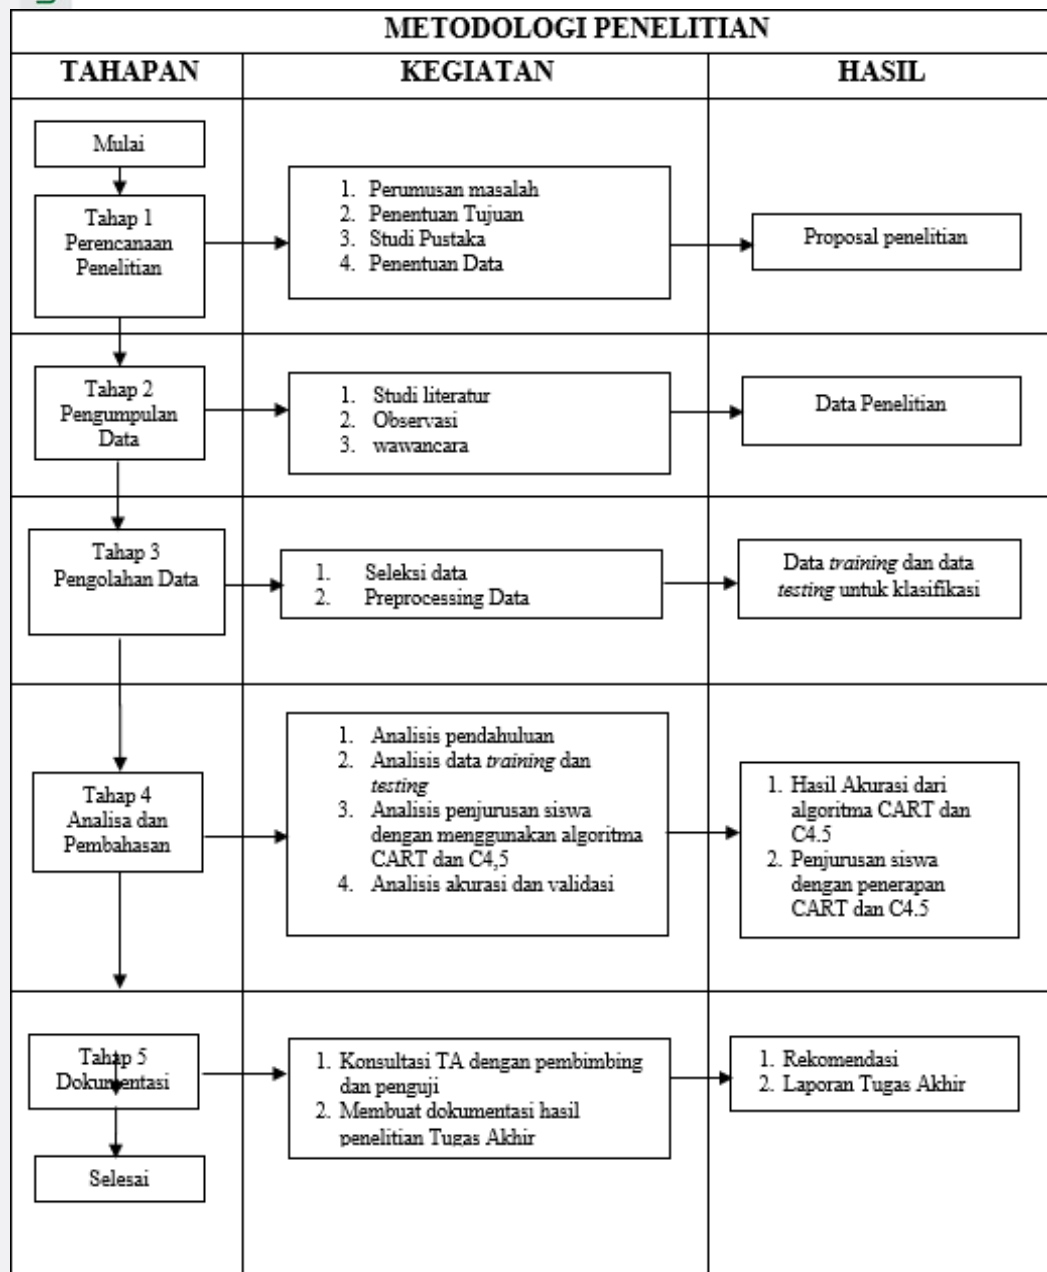 METODOLOGI PENELITIAN
TAHAPAN
KEGIATAN
HASIL
Mulai
Tahap 1
Perencanaan
Penelitian
1. Perumusan masalah
2. Penentuan Tujuan
3. Studi Pustaka
4. Penentuan Data
Proposal penelitian
Tahap 2
Pengumpulan
Data
1. Studi literatur
2. Observasi
3. wawancara
Data Penelitian
Tahap 3
Pengolahan Data
1. Seleksi data
2. Preprocessing Data
Data training dan data
testing untuk klasifikasi
Tahap 4
Analisa dan
Pembahasan
1. Analisis pendahuluan
2. Analisis data training dan
testing
3. Analisis penjurusan siswa
dengan menggunakan algoritma
CART dan C4,5
4. Analisis akurasi dan validasi
1. Hasil Akurasi dari
algoritma CART dan
C4.5
2. Penjurusan siswa
dengan penerapan
CART dan C4.5
Tahap 5
Dokumentasi
1. Konsultasi TA dengan pembimbing
dan penguji
2. Membuat dokumentasi hasil
penelitian Tugas Akhir
1. Rekomendasi
2. Laporan Tugas Akhir
Selesai